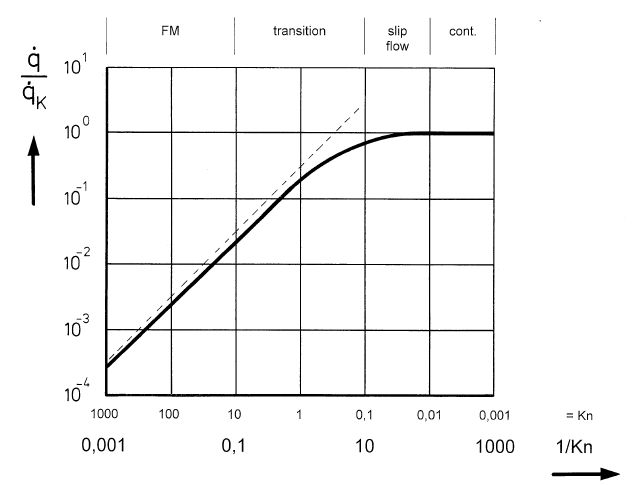 FM transition slip flow cont.
q̇
q̇K
10¹
10⁰
10⁻¹
10⁻²
10⁻³
10⁻⁴
1000 100 10 1 0,1 0,01 0,001 = Kn
0,001 0,1 10 1000 1/Kn